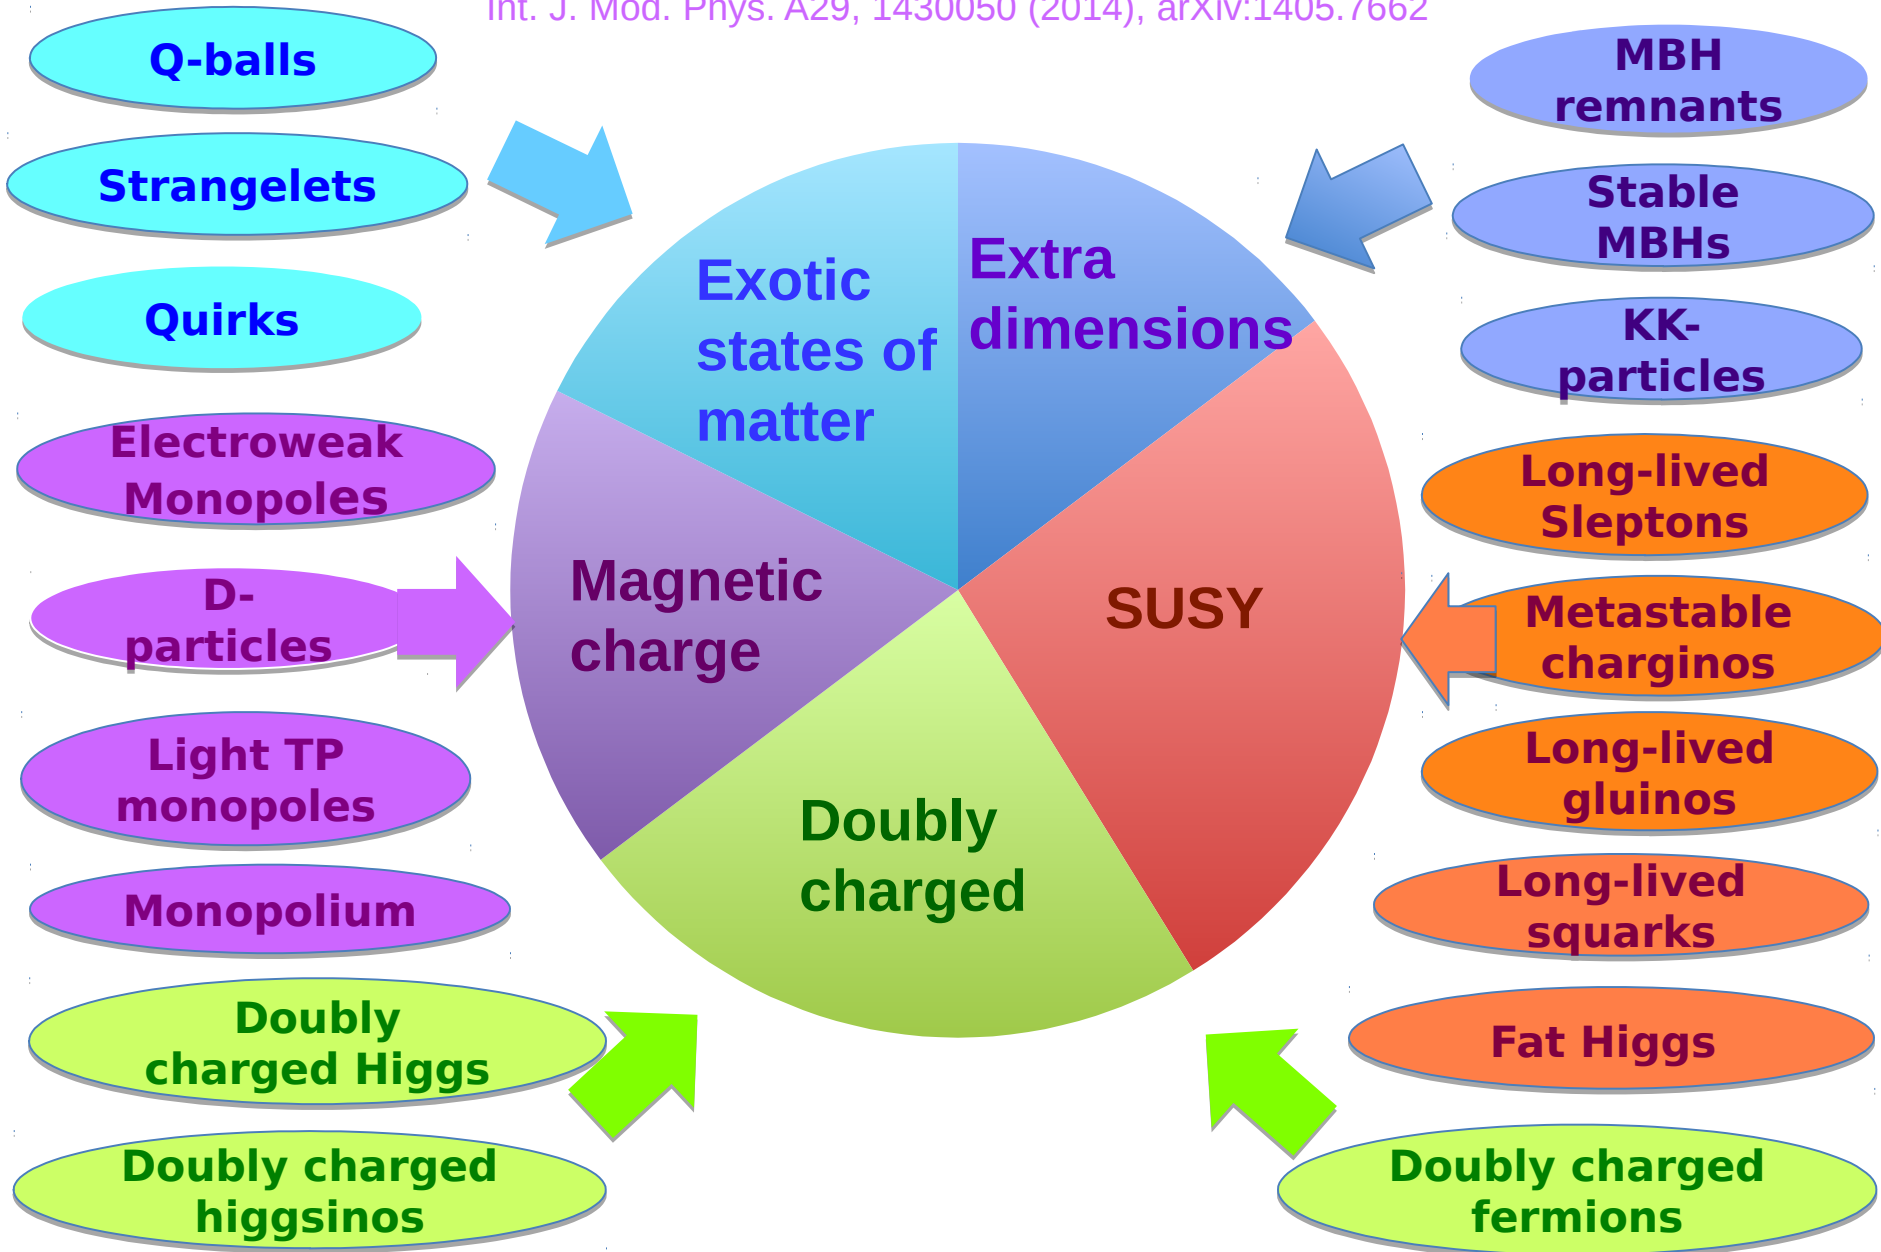 Int. J. Mod. Phys. A29, 1430050 (2014), arXiv:1405.7662
Q-balls
Strangelets
Quirks
Electroweak
Monopoles
D-
particles
Light TP
monopoles
Monopolium
Doubly
charged Higgs
Doubly charged
higgsinos
Exotic
states of
matter
Extra
dimensions
Magnetic
charge
SUSY
Doubly
charged
MBH
remnants
Stable
MBHs
KK-
particles
Long-lived
Sleptons
Metastable
charginos
Long-lived
gluinos
Long-lived
squarks
Fat Higgs
Doubly charged
fermions